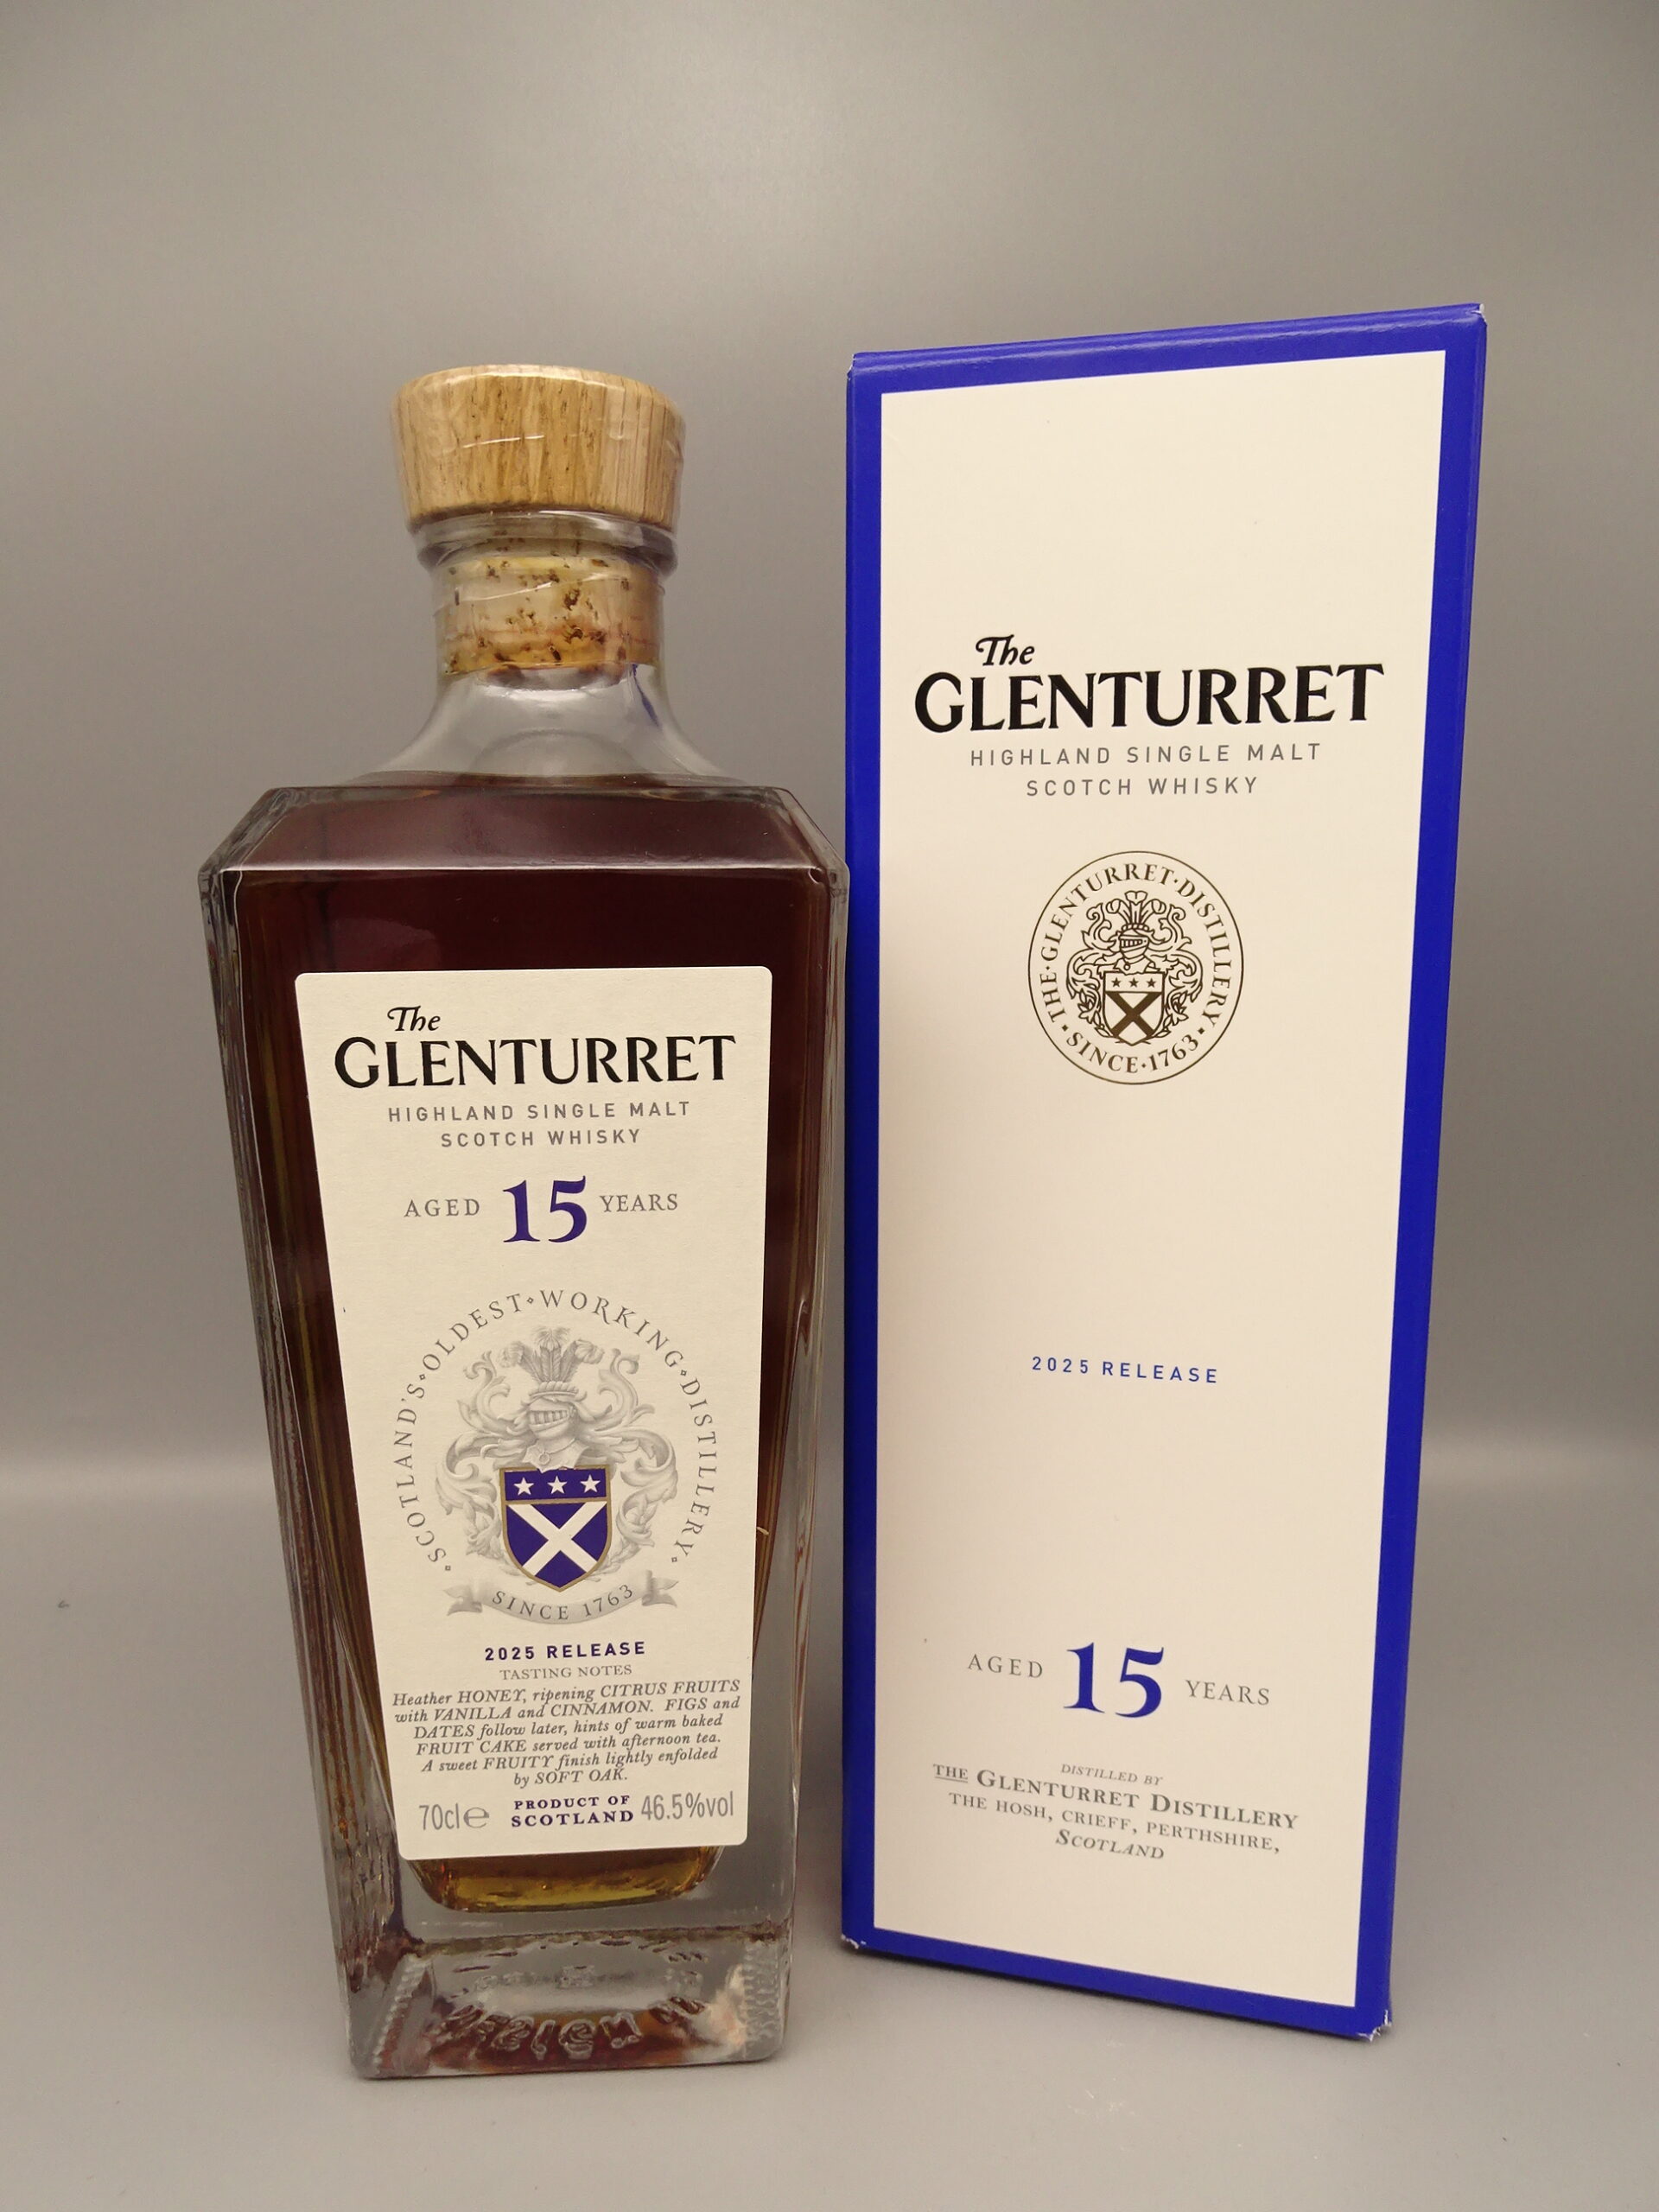 The
GLENTURRET
HIGHLAND SINGLE MALT
SCOTCH WHISKY
AGED 15 YEARS
SCOTLAND'S OLDEST WORKING DISTILLERY
SINCE 1763
2025 RELEASE
TASTING NOTES
Heather HONEY, ripening CITRUS FRUITS
with VANILLA and CINNAMON. FIGS and
DATES follow later, hints of warm baked
FRUIT CAKE served with afternoon tea.
A sweet FRUITY finish lightly enfolded
by SOFT OAK.
70cl e PRODUCT OF SCOTLAND 46.5%vol
The
GLENTURRET
HIGHLAND SINGLE MALT
SCOTCH WHISKY
THE·GLENTURRET·DISTILLERY
SINCE·1763
2025 RELEASE
AGED 15 YEARS
DISTILLED BY
THE GLENTURRET DISTILLERY
THE HOSH, CRIEFF, PERTHSHIRE,
SCOTLAND